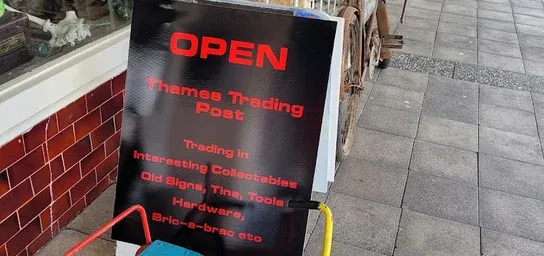 OPEN
Thames Trading
Post
Trading in
Interesting Collectables
Old Signs, Tins, Tools
Hardware,
Bric-a-brac etc